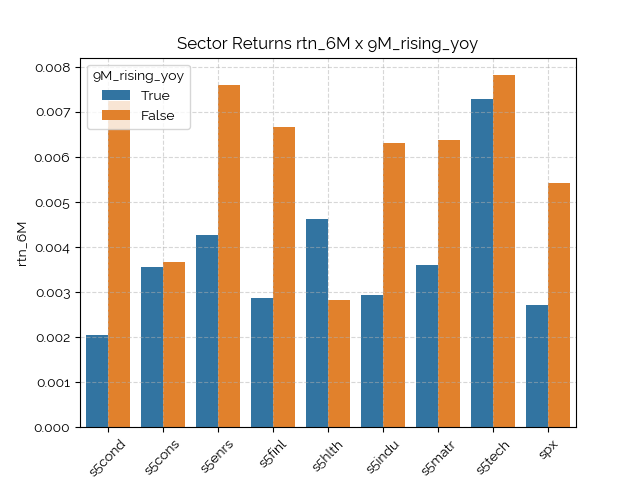 Sector Returns rtn_6M x 9M_rising_yoy
9M_rising_yoy
True
False
rtn_6M
0.008
0.007
0.006
0.005
0.004
0.003
0.002
0.001
0.000
s5cond
s5cons
s5enrs
s5finl
s5hlth
s5indu
s5matr
s5tech
spx